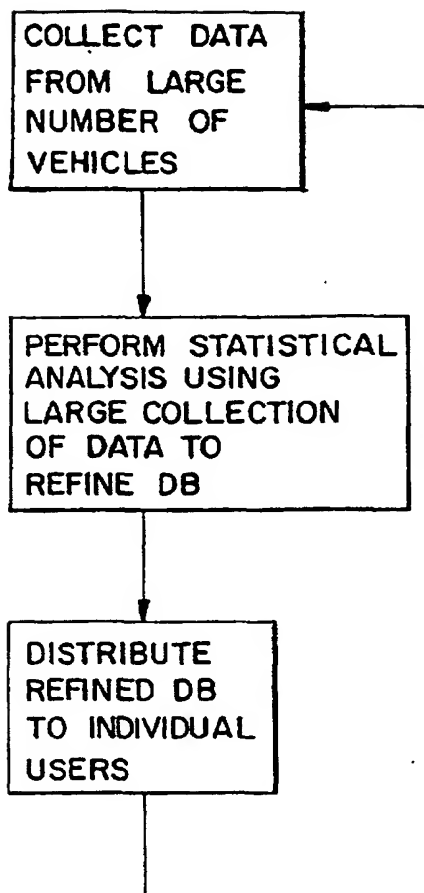 COLLECT DATA
FROM LARGE
NUMBER OF
VEHICLES
PERFORM STATISTICAL
ANALYSIS USING
LARGE COLLECTION
OF DATA TO
REFINE DB
DISTRIBUTE
REFINED DB
TO INDIVIDUAL
USERS